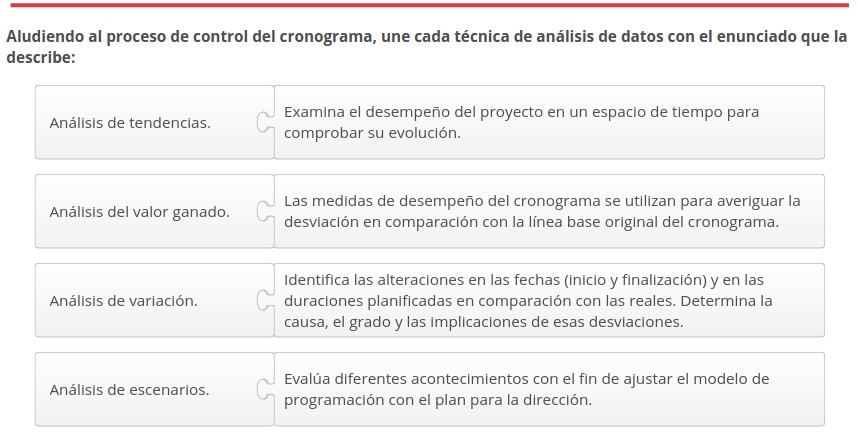 Aludiendo al proceso de control del cronograma, une cada técnica de análisis de datos con el enunciado que la
describe:
Análisis de tendencias.
Examina el desempeño del proyecto en un espacio de tiempo para
comprobar su evolución.
Análisis del valor ganado.
Las medidas de desempeño del cronograma se utilizan para averiguar la
desviación en comparación con la línea base original del cronograma.
Análisis de variación.
Identifica las alteraciones en las fechas (inicio y finalización) y en las
duraciones planificadas en comparación con las reales. Determina la
causa, el grado y las implicaciones de esas desviaciones.
Análisis de escenarios.
Evalúa diferentes acontecimientos con el fin de ajustar el modelo de
programación con el plan para la dirección.